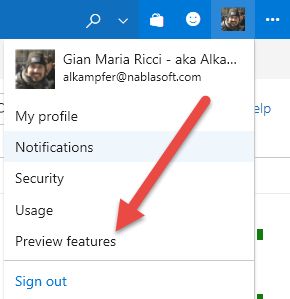 Gian Maria Ricci - aka Alka...
alkampfer@nablasoft.com
elp
My profile
Notifications
Security
Usage
Preview features
Sign out